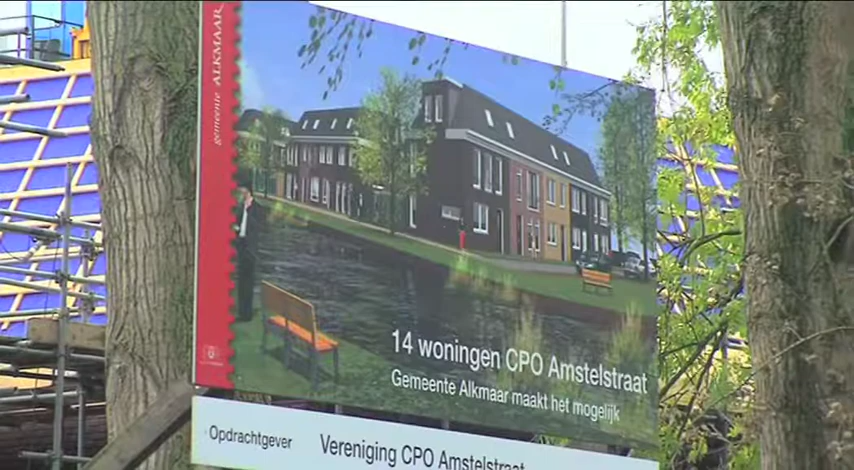 gemeente ALKMAAR
14 woningen CPO Amstelstraat
Gemeente Alkmaar maakt het mogelijk
Opdrachtgever Vereniging CPO Amstelstraat